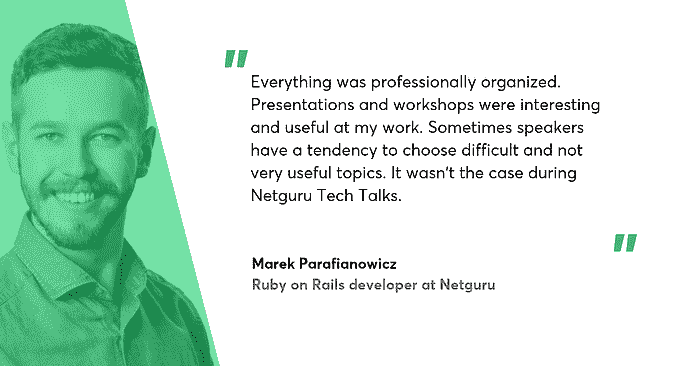 "
Everything was professionally organized.
Presentations and workshops were interesting
and useful at my work. Sometimes speakers
have a tendency to choose difficult and not
very useful topics. It wasn't the case during
Netguru Tech Talks.
"
Marek Parafianowicz
Ruby on Rails developer at Netguru